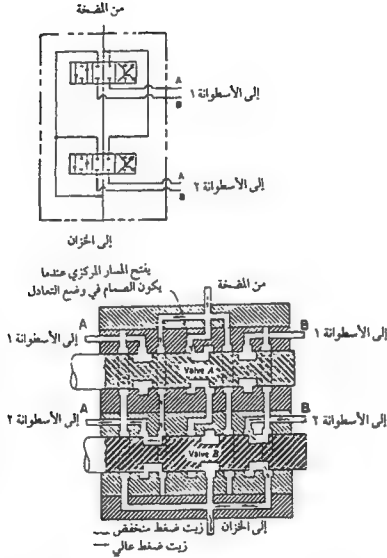 من المضخة
A
إلى الأسطوانة ١
B
A
إلى الأسطوانة ٢
B
إلى الخزان
يفتح المسار المركزي عندما
يكون الصمام في وضع التعادل
من المضخة
A
إلى الأسطوانة ١
B
إلى الأسطوانة ١
Valve A
A
إلى الأسطوانة ٢
B
إلى الأسطوانة ٢
Valve B
إلى الخزان
زيت ضغط منخفض
زيت ضغط عالي